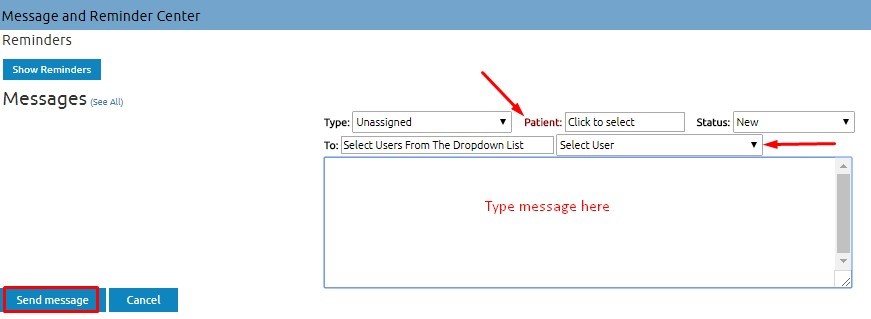 Message and Reminder Center
Reminders
Show Reminders
Messages (See All)
Type: Unassigned Patient: Click to select Status: New
To: Select Users From The Dropdown List Select User
Type message here
Send message Cancel